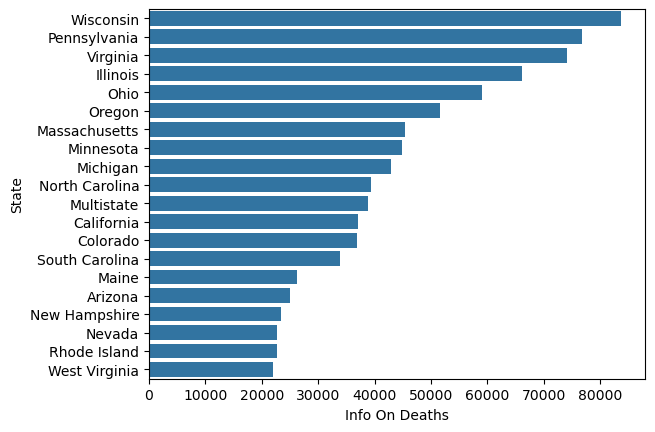 Wisconsin
Pennsylvania
Virginia
Illinois
Ohio
Oregon
Massachusetts
Minnesota
Michigan
North Carolina
Multistate
California
Colorado
South Carolina
Maine
Arizona
New Hampshire
Nevada
Rhode Island
West Virginia
State
0 10000 20000 30000 40000 50000 60000 70000 80000
Info On Deaths